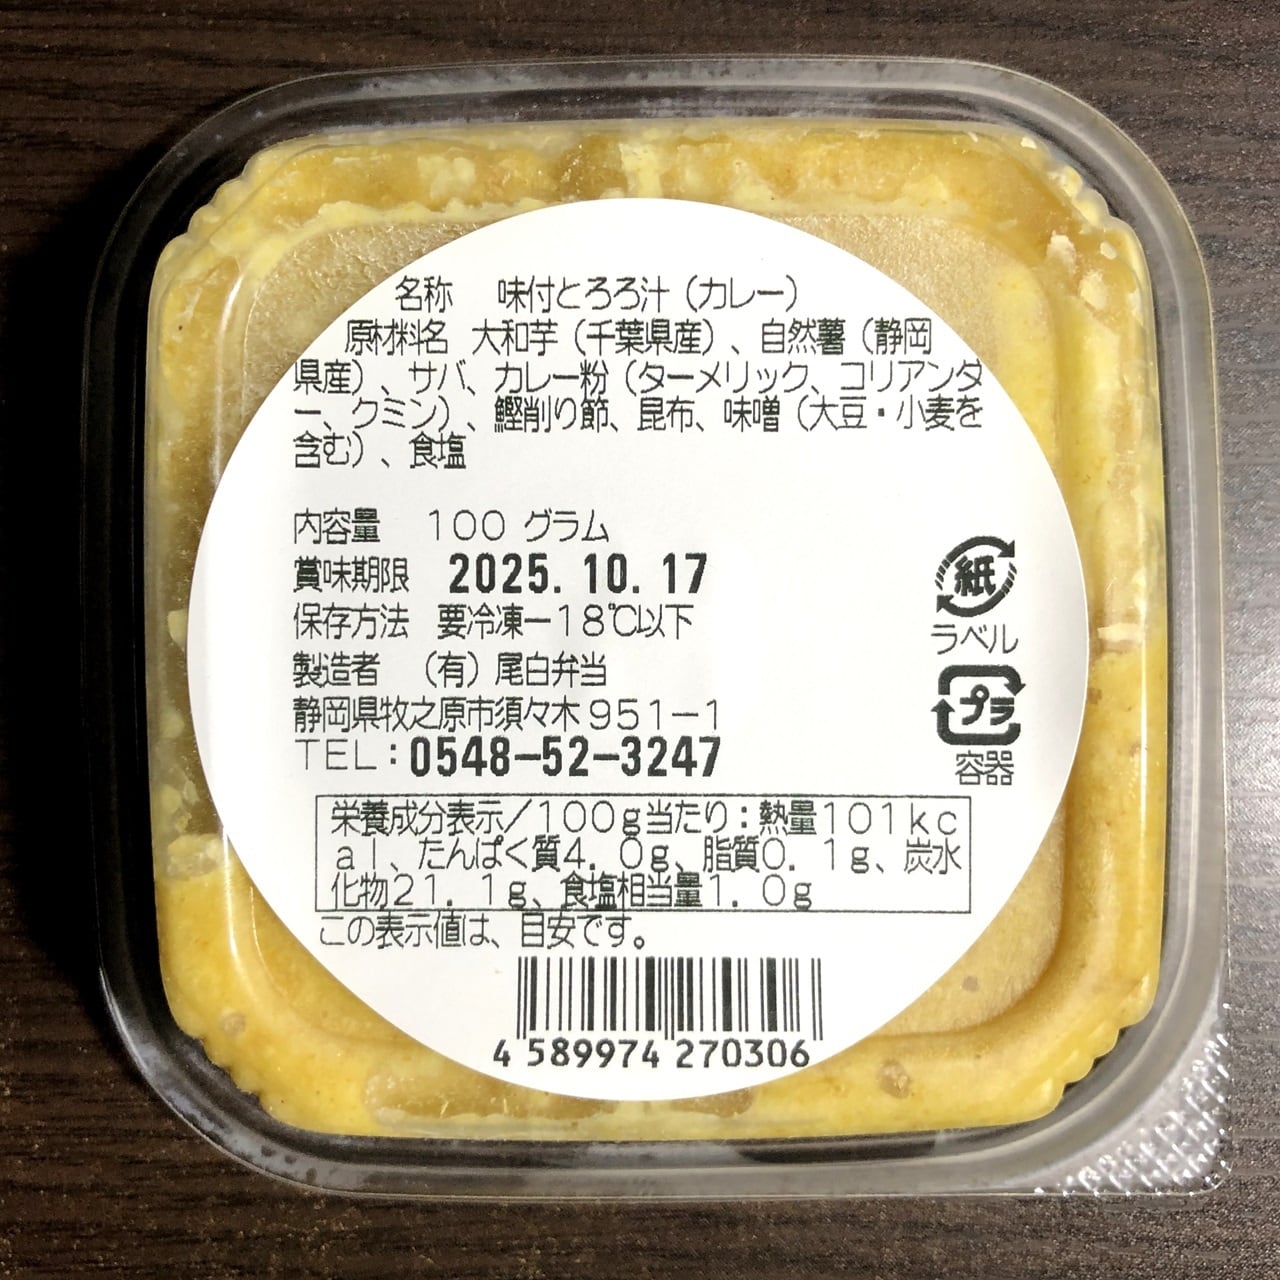 名称　味付とろろ汁（カレー）
原材料名　大和芋（千葉県産）、自然薯（静岡
県産）、サバ、カレー粉（ターメリック、コリアンダ
ー、クミン）、鰹削り節、昆布、味噌（大豆・小麦を
含む）、食塩
内容量　１００グラム
賞味期限　2025.10.17
保存方法　要冷凍ー１８℃以下
製造者　（有）尾白弁当
静岡県牧之原市須々木９５１－１
ＴＥＬ：0548-52-3247
紙
ラベル
プラ
容器
栄養成分表示／１００ｇ当たり：熱量１０１ｋｃ
ａｌ、たんぱく質４．０ｇ、脂質０．１ｇ、炭水
化物２１．１ｇ、食塩相当量１．０ｇ
この表示値は、目安です。
4 589974 270306